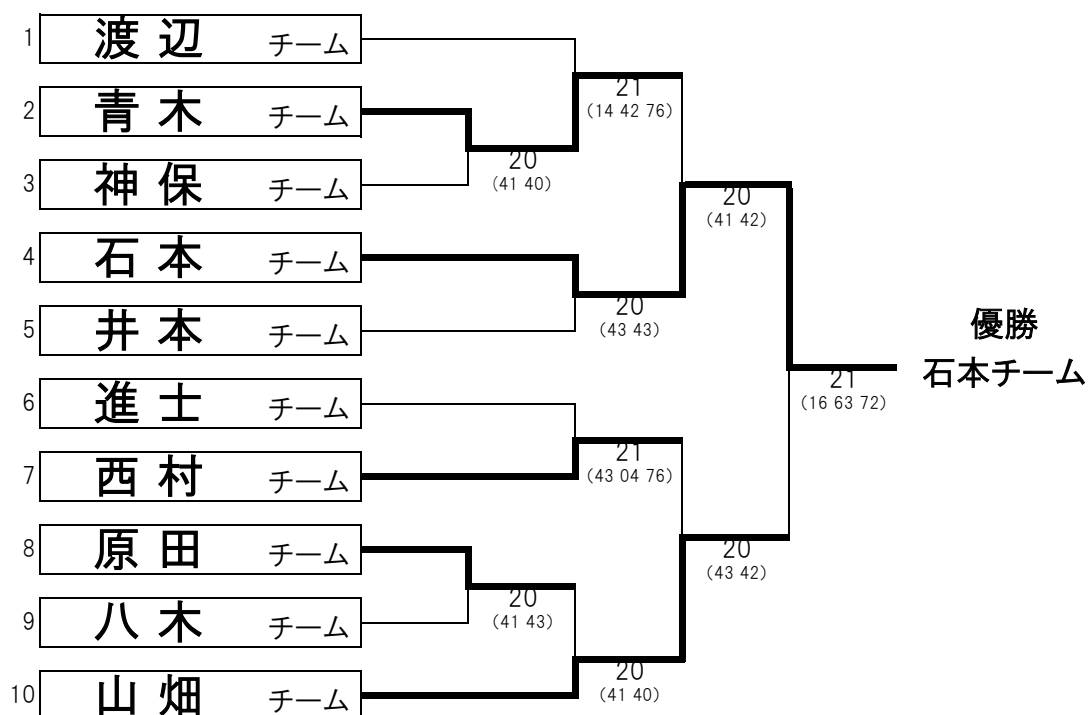 1 渡辺 チーム
2 青木 チーム
3 神保 チーム
4 石本 チーム
5 井本 チーム
6 進士 チーム
7 西村 チーム
8 原田 チーム
9 八木 チーム
10 山畑 チーム
20
(41 40)
20
(41 43)
21
(14 42 76)
20
(43 43)
21
(43 04 76)
20
(41 40)
20
(41 42)
20
(43 42)
21
(16 63 72)
優勝
石本チーム